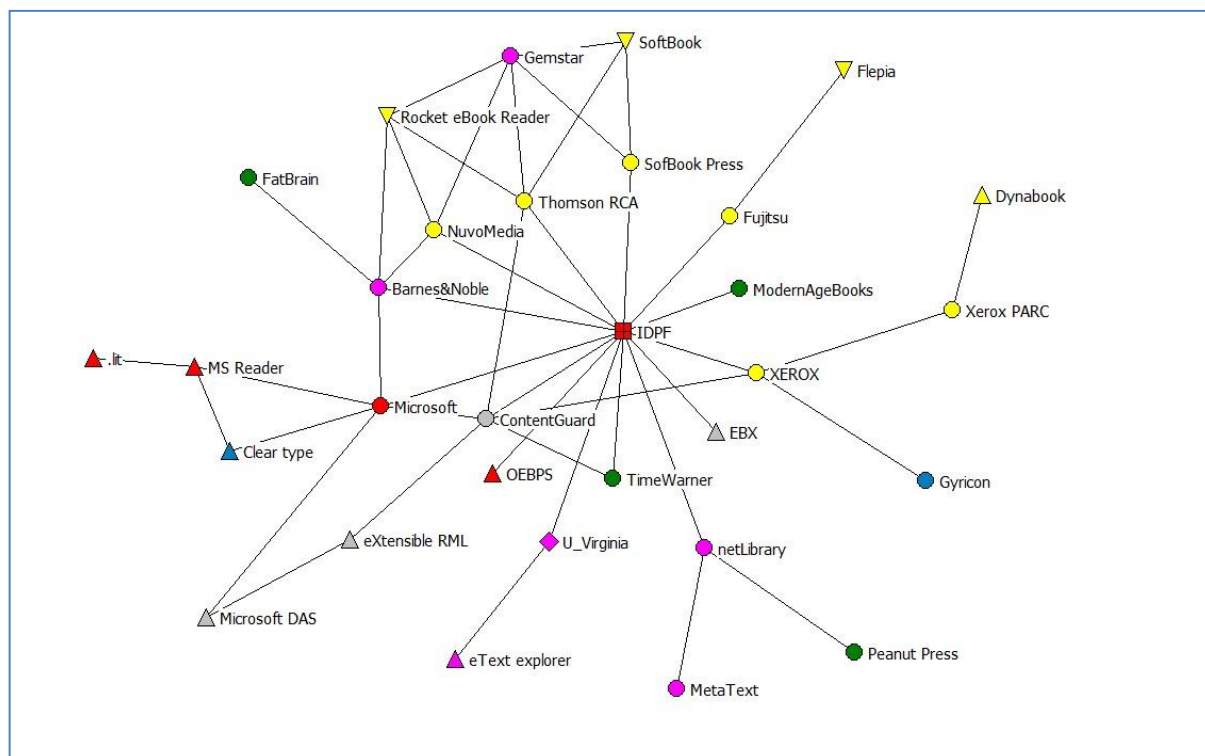 SoftBook
Gemstar
Flepia
Rocket eBook Reader
SofBook Press
FatBrain
Dynabook
Thomson RCA
Fujitsu
NuvoMedia
Barnes&Noble
ModernAgeBooks
Xerox PARC
IDPF
.lit
MS Reader
XEROX
Microsoft
ContentGuard
EBX
Clear type
OEBPS
TimeWarner
Gyricon
eXtensible RML
U_Virginia
netLibrary
Microsoft DAS
Peanut Press
eText explorer
MetaText